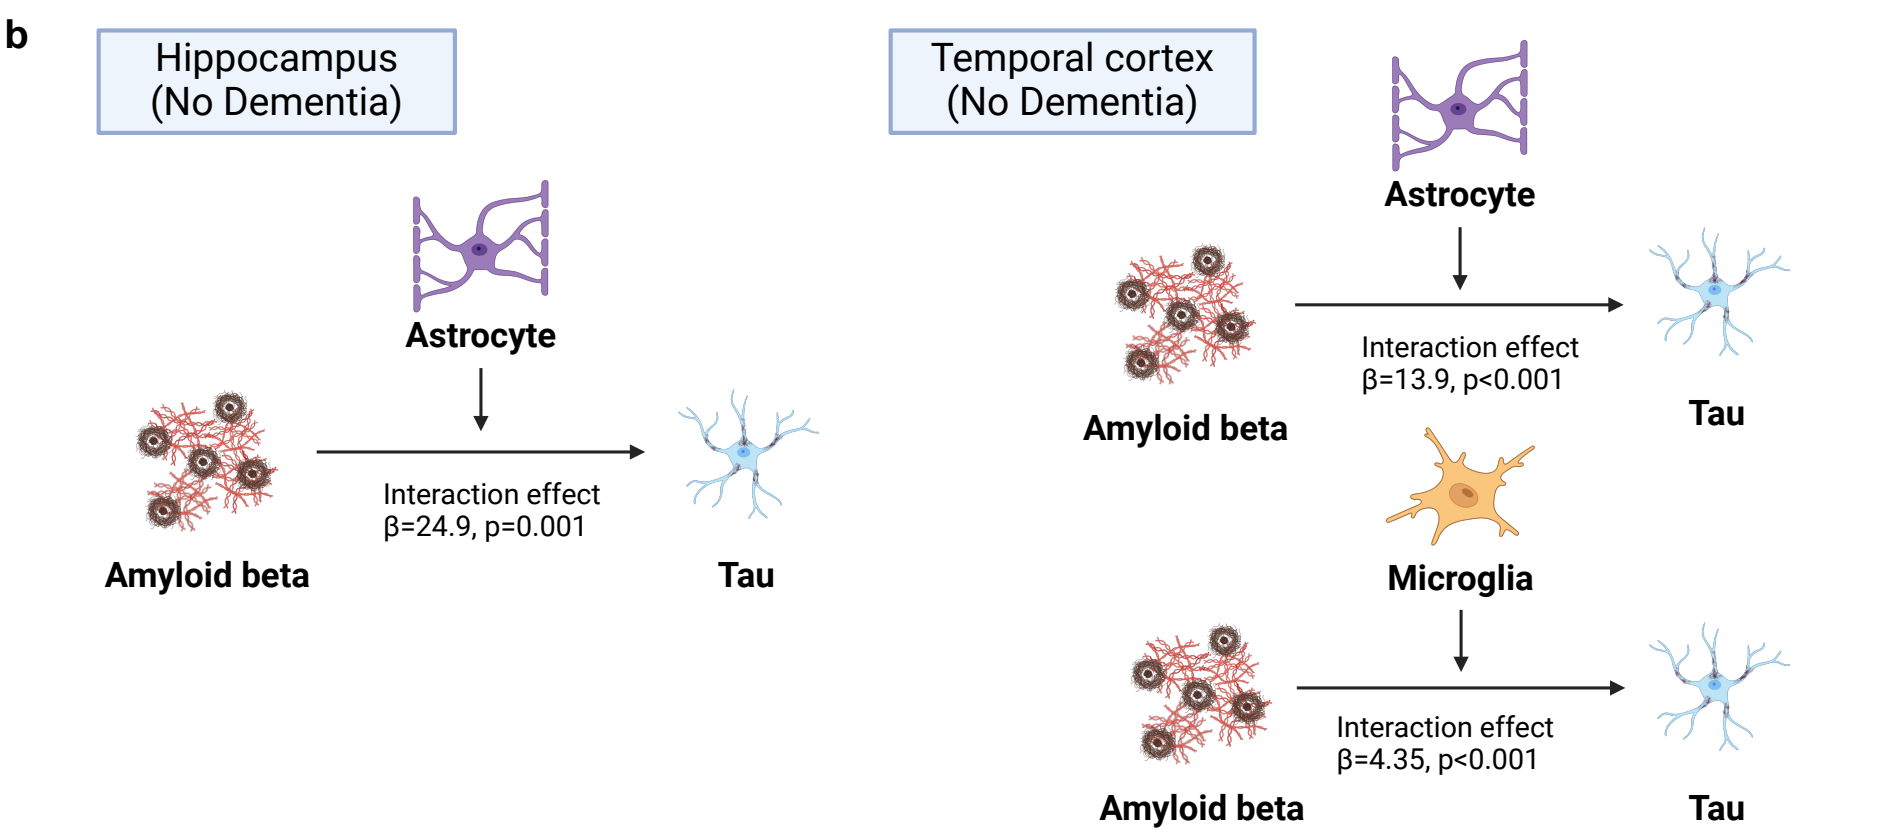 b
Hippocampus
(No Dementia)
Astrocyte
Interaction effect
β=24.9, p=0.001
Amyloid beta
Tau
Temporal cortex
(No Dementia)
Astrocyte
Interaction effect
β=13.9, p<0.001
Amyloid beta
Tau
Microglia
Interaction effect
β=4.35, p<0.001
Amyloid beta
Tau